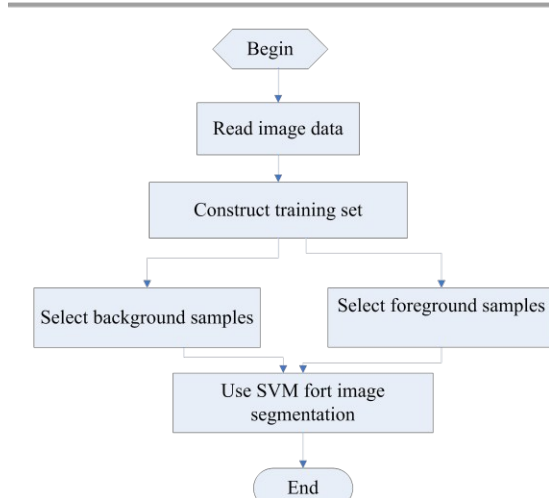 Begin
Read image data
Construct training set
Select background samples
Select foreground samples
Use SVM fort image
segmentation
End